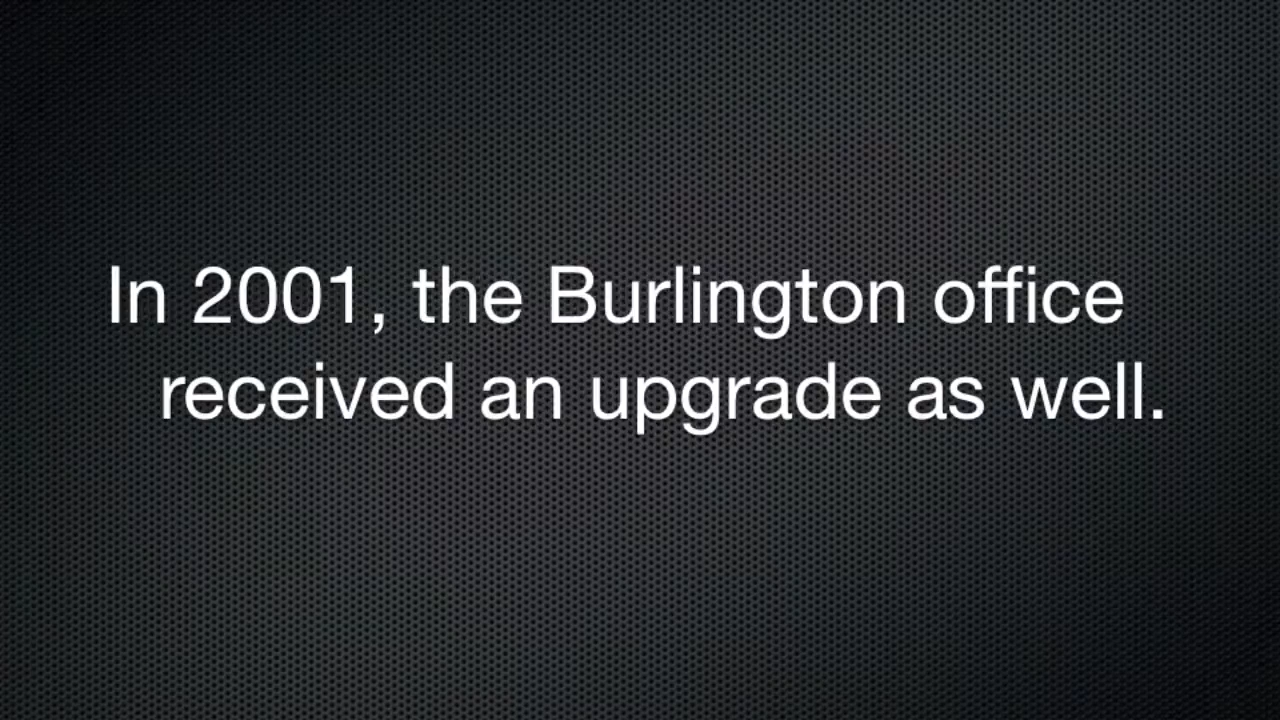 In 2001, the Burlington office
received an upgrade as well.